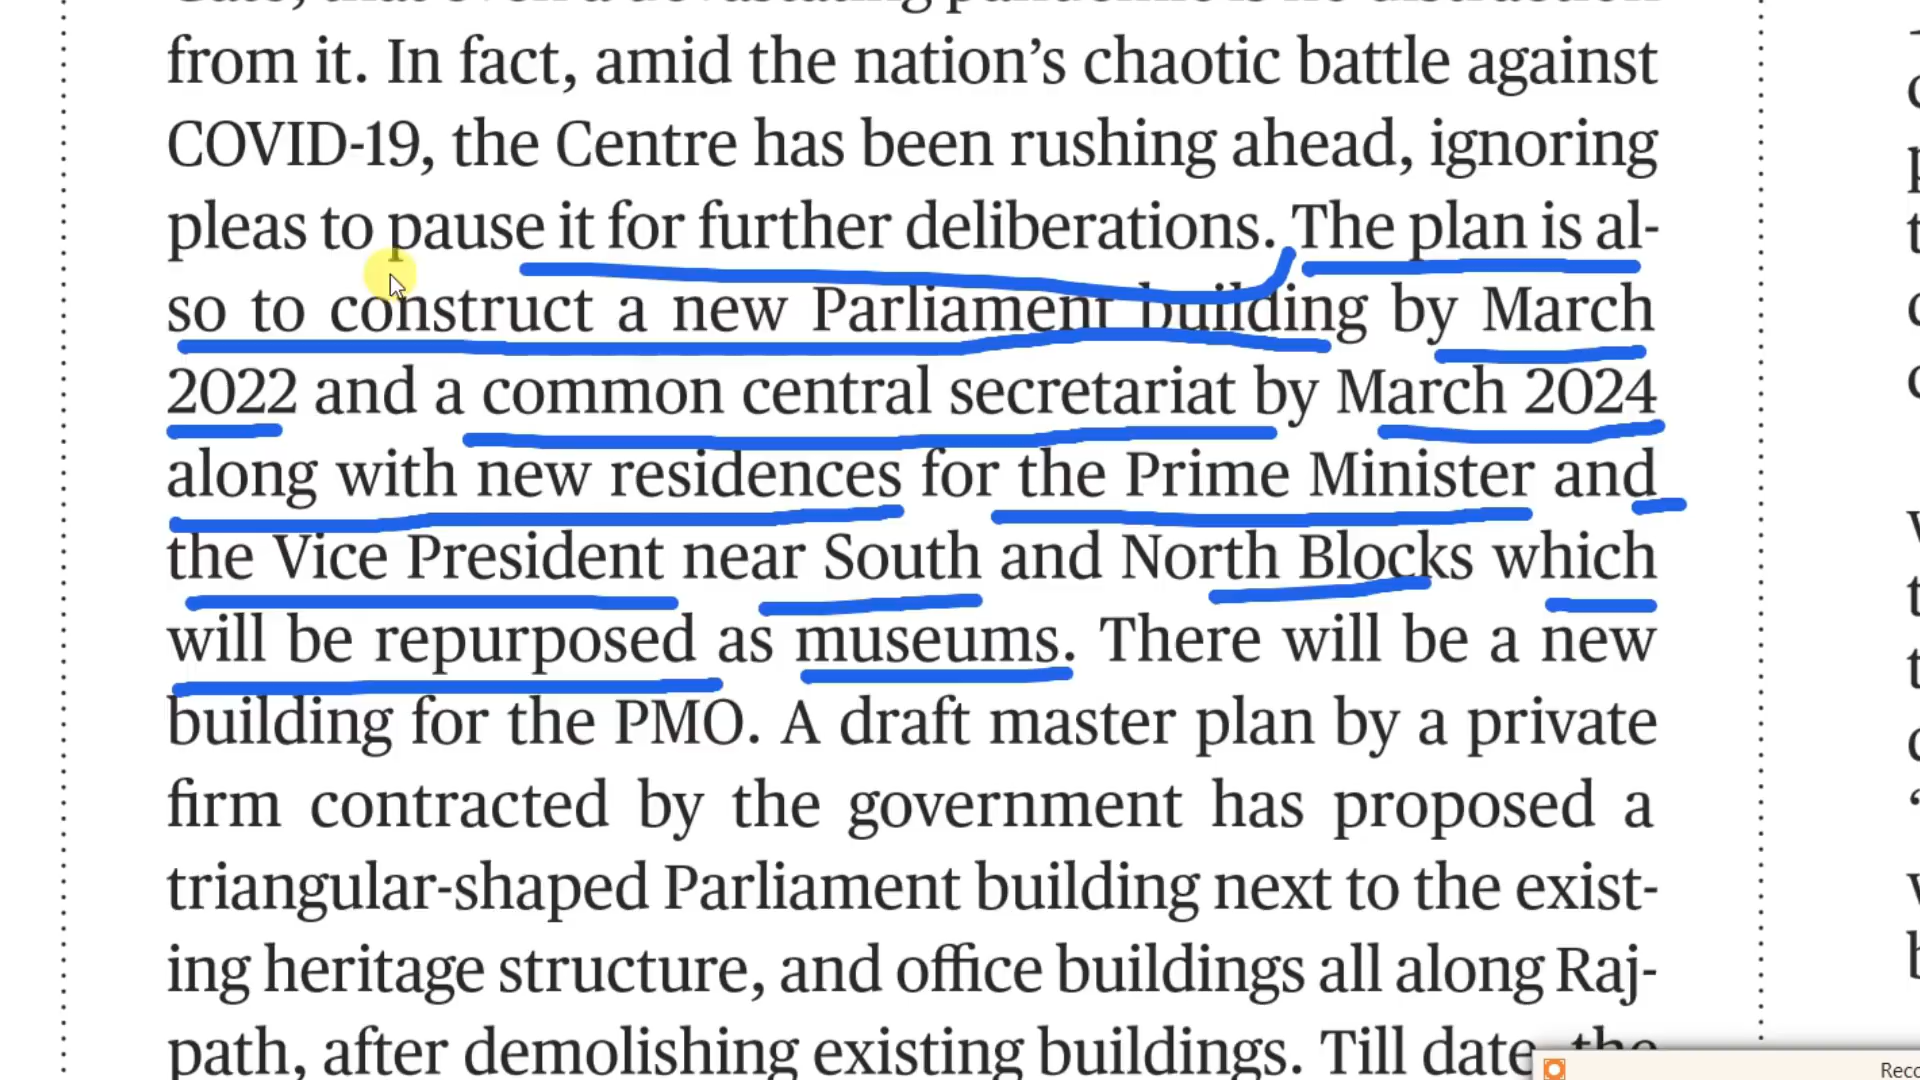 from it. In fact, amid the nation’s chaotic battle against
COVID-19, the Centre has been rushing ahead, ignoring
pleas to pause it for further deliberations. The plan is al-
so to construct a new Parliament building by March
2022 and a common central secretariat by March 2024
along with new residences for the Prime Minister and
the Vice President near South and North Blocks which
will be repurposed as museums. There will be a new
building for the PMO. A draft master plan by a private
firm contracted by the government has proposed a
triangular-shaped Parliament building next to the exist-
ing heritage structure, and office buildings all along Raj-
path, after demolishing existing buildings. Till date, the